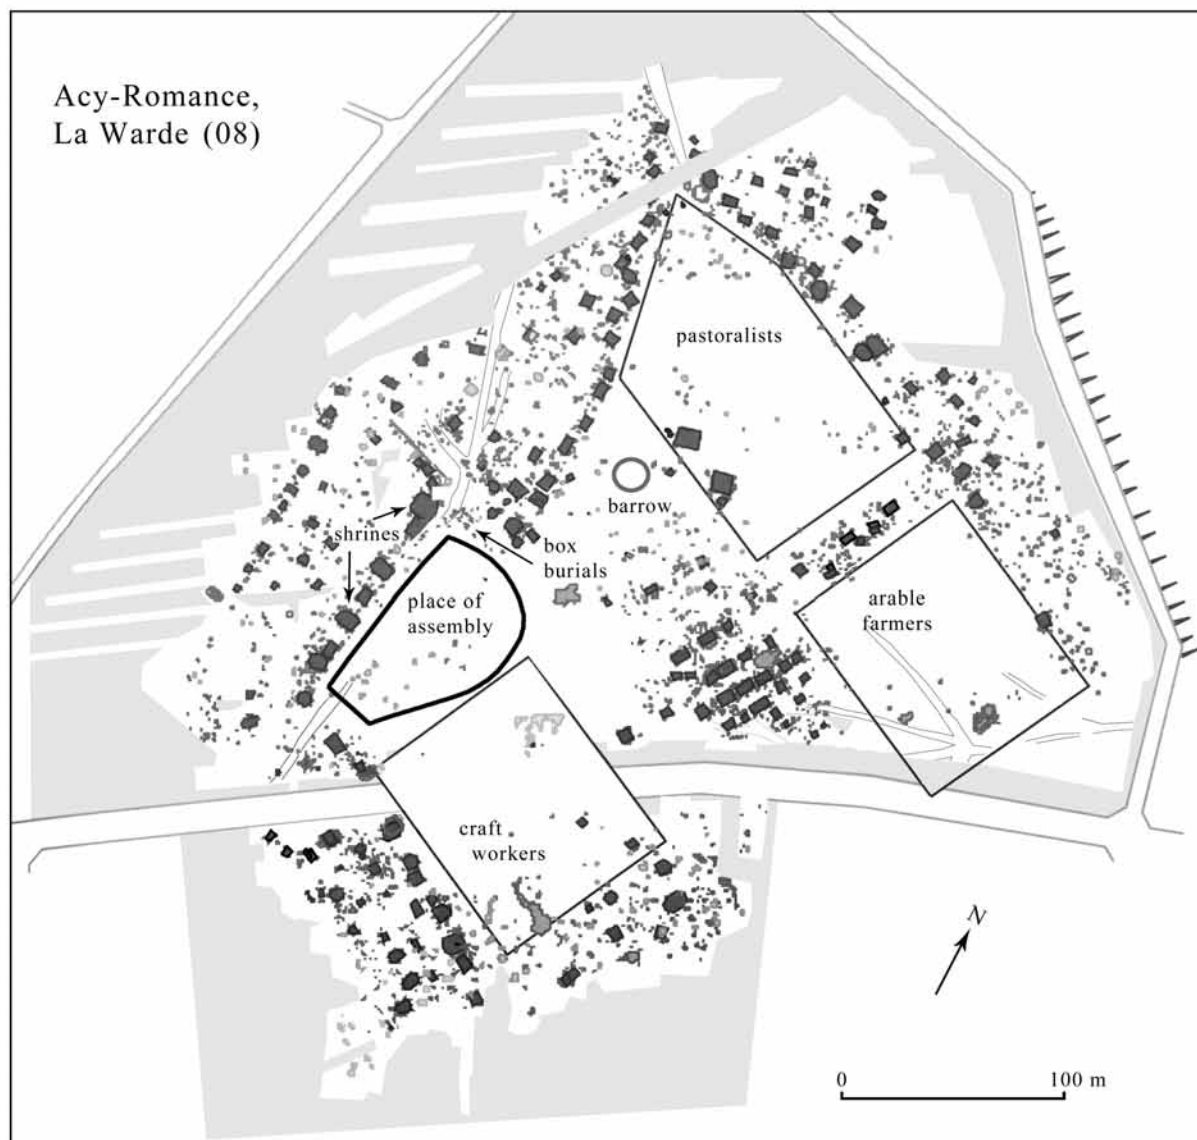 Acy-Romance,
La Warde (08)
pastoralists
barrow
shrines
box
burials
place of
assembly
arable
farmers
craft
workers
N
0 100 m